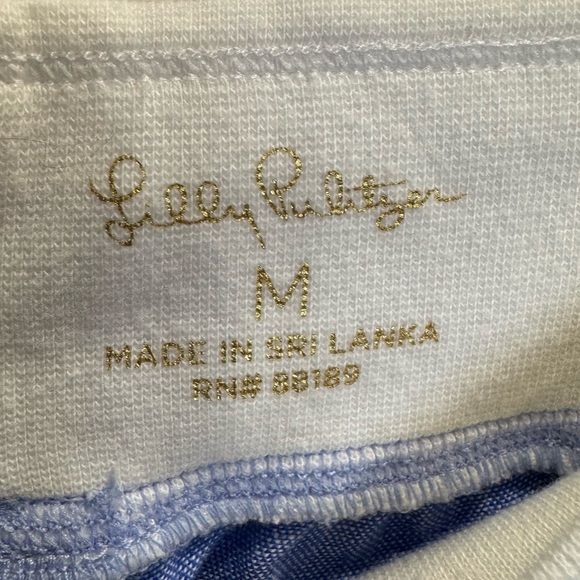 Lilly Pulitzer
M
MADE IN SRI LANKA
RN# 88189